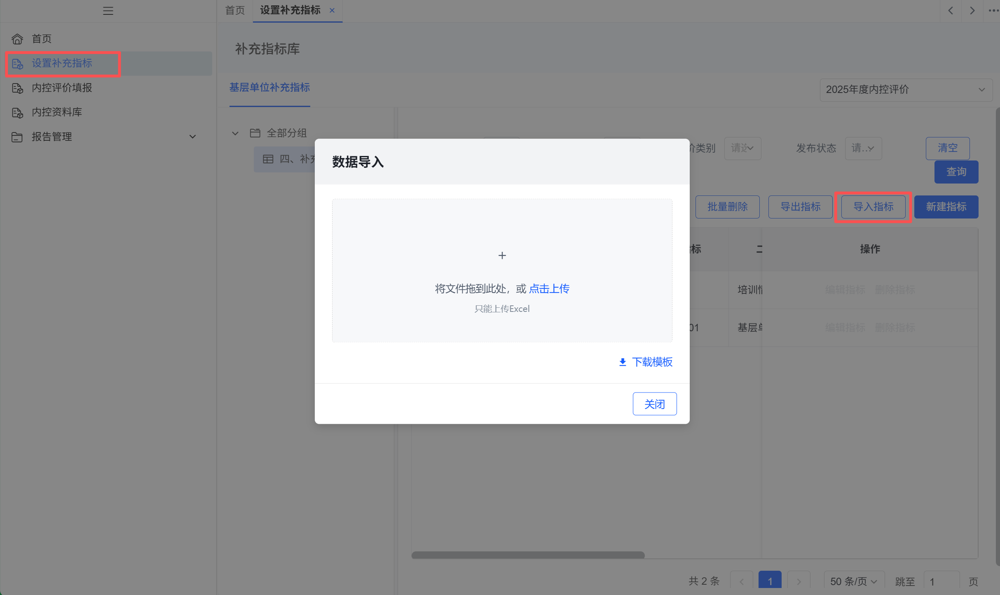 首页
设置补充指标
首页
设置补充指标
内控评价填报
内控资料库
报告管理
补充指标库
基层单位补充指标
2025年度内控评价
全部分组
四、补充
价类别
请选
发布状态
请...
清空
查询
批量删除
导出指标
导入指标
新建指标
指标
二
操作
培训情
编辑指标
删除指标
01
基层单
编辑指标
删除指标
数据导入
将文件拖到此处，或 点击上传
只能上传Excel
下载模板
关闭
共 2 条
1
50 条/页
跳至
1
页